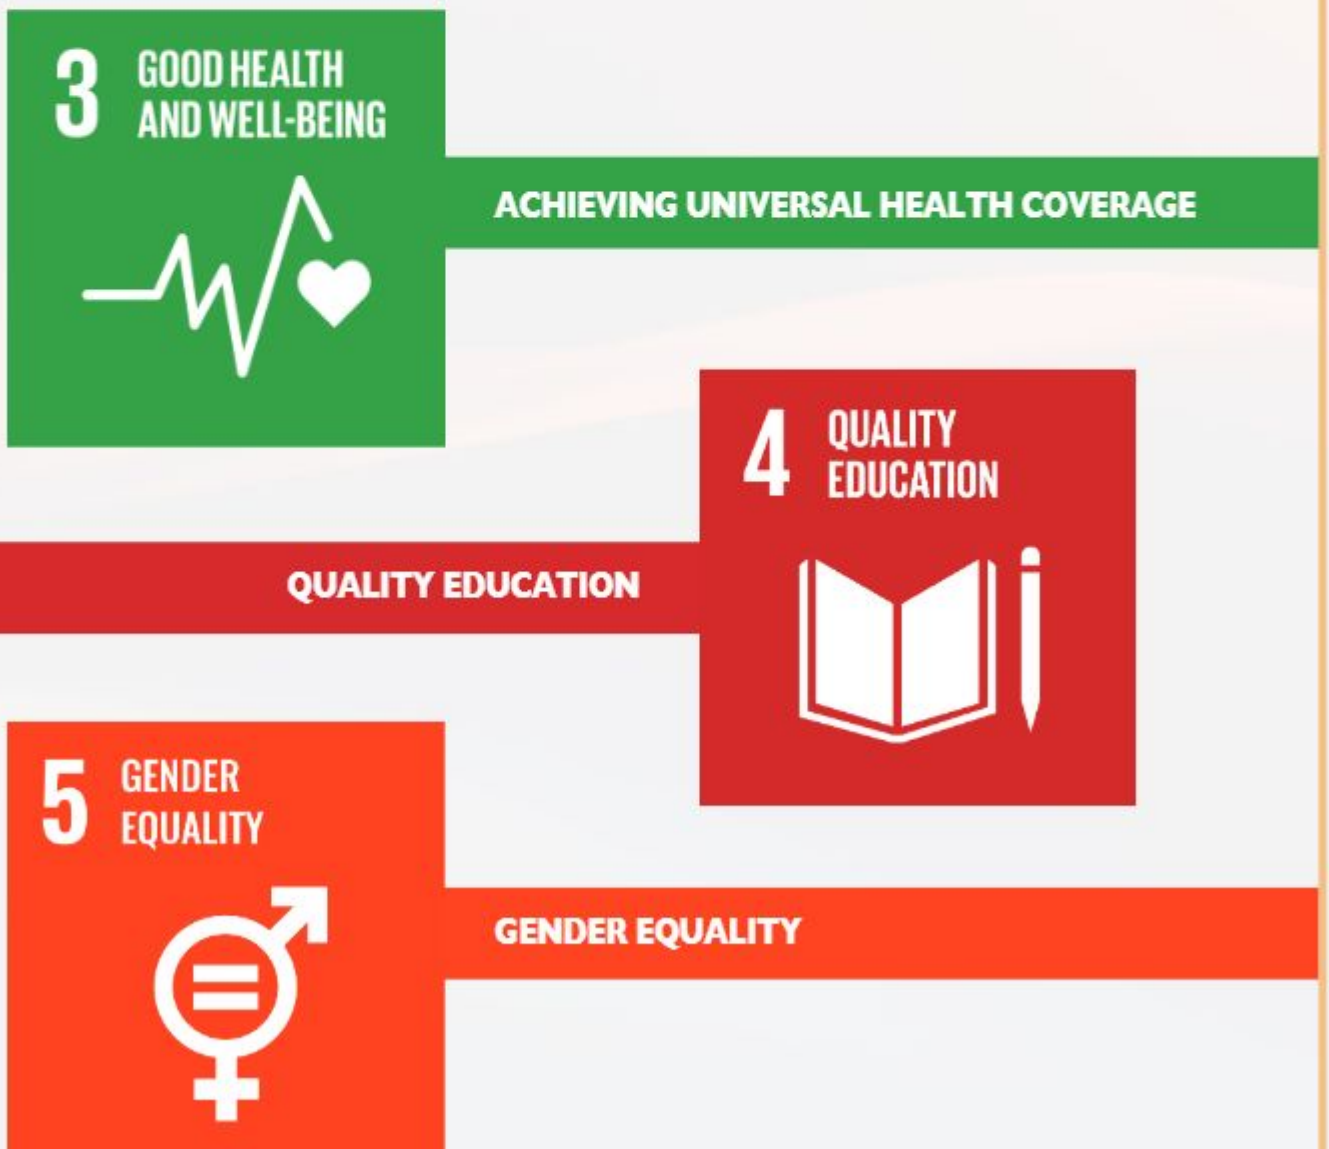 3
GOOD HEALTH
AND WELL-BEING
ACHIEVING UNIVERSAL HEALTH COVERAGE
4
QUALITY
EDUCATION
QUALITY EDUCATION
5
GENDER
EQUALITY
GENDER EQUALITY